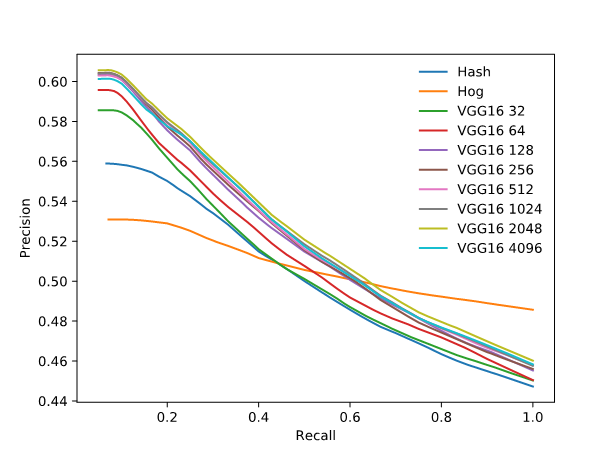 0.60
0.58
0.56
0.54
0.52
0.50
0.48
0.46
0.44
Precision
0.2
0.4
0.6
0.8
1.0
Recall
Hash
Hog
VGG16 32
VGG16 64
VGG16 128
VGG16 256
VGG16 512
VGG16 1024
VGG16 2048
VGG16 4096